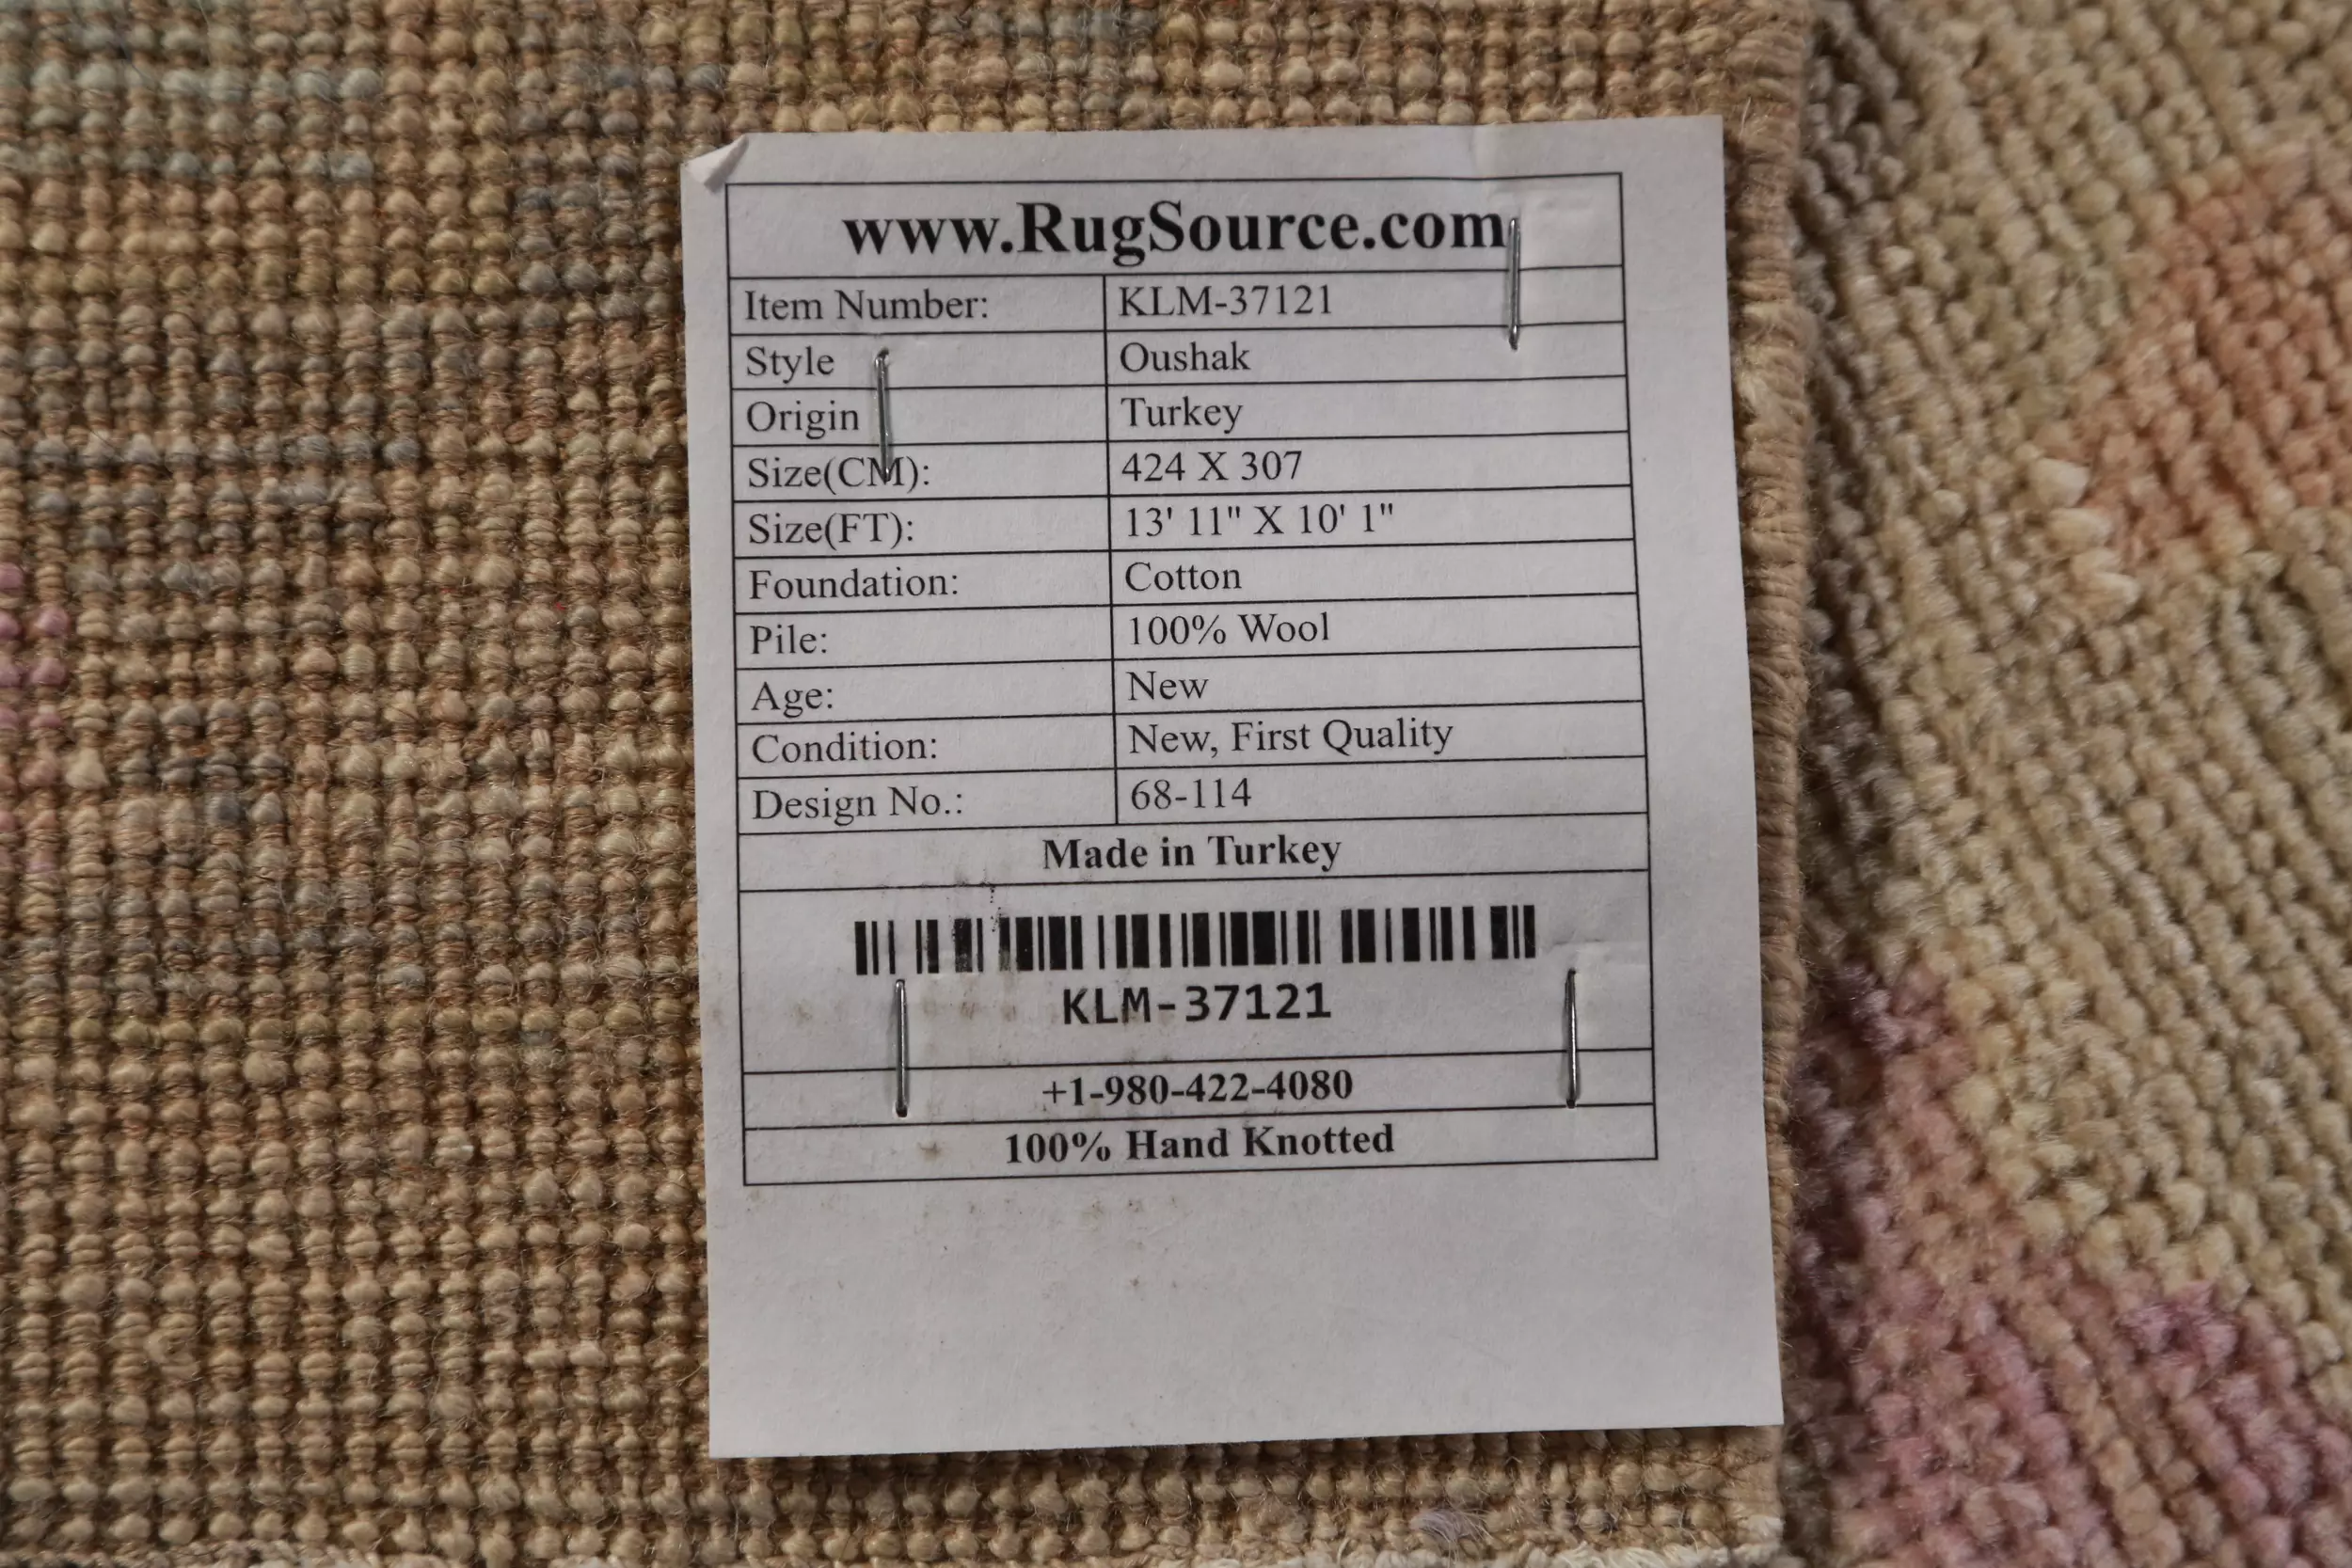 www.RugSource.com
Item Number: KLM-37121
Style Oushak
Origin Turkey
Size(CM): 424 X 307
Size(FT): 13' 11" X 10' 1"
Foundation: Cotton
Pile: 100% Wool
Age: New
Condition: New, First Quality
Design No.: 68-114
Made in Turkey
KLM-37121
+1-980-422-4080
100% Hand Knotted